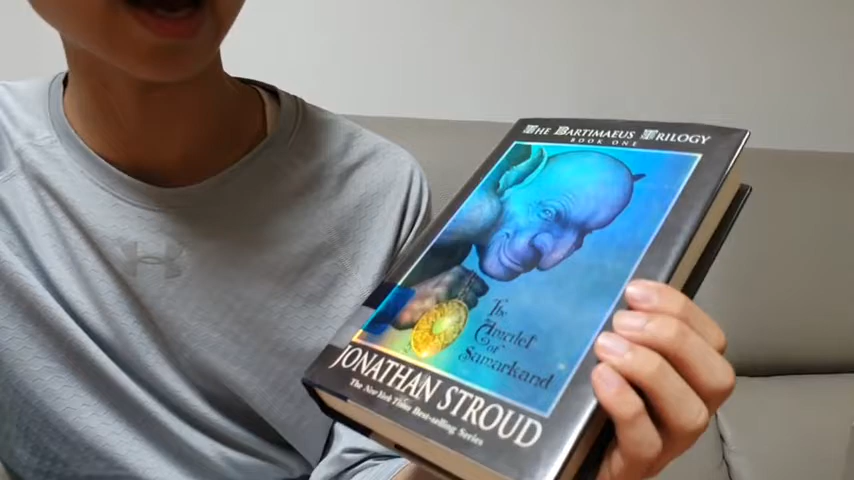 THE BARTIMAEUS TRILOGY
BOOK ONE
The
Amulet
of
Samarkand
JONATHAN STROUD
The New York Times Best-selling Series